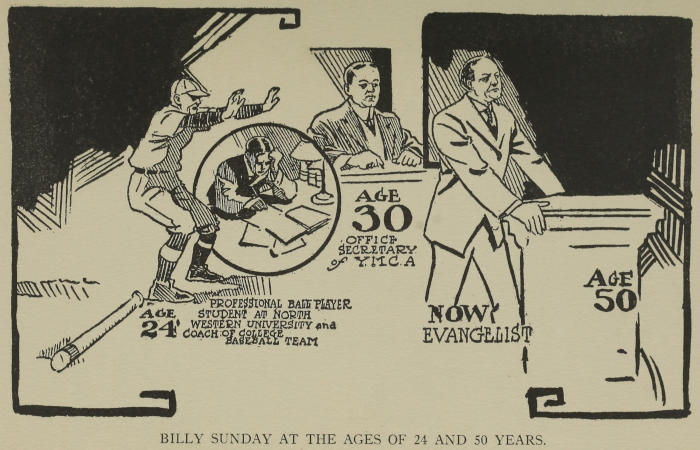 AGE
24
PROFESSIONAL BALL PLAYER
STUDENT AT NORTH
WESTERN UNIVERSITY and
COACH OF COLLEGE
BASEBALL TEAM
AGE
30
OFFICE
SECRETARY
of Y.M.C.A
NOW
EVANGELIST
AGE
50
BILLY SUNDAY AT THE AGES OF 24 AND 50 YEARS.